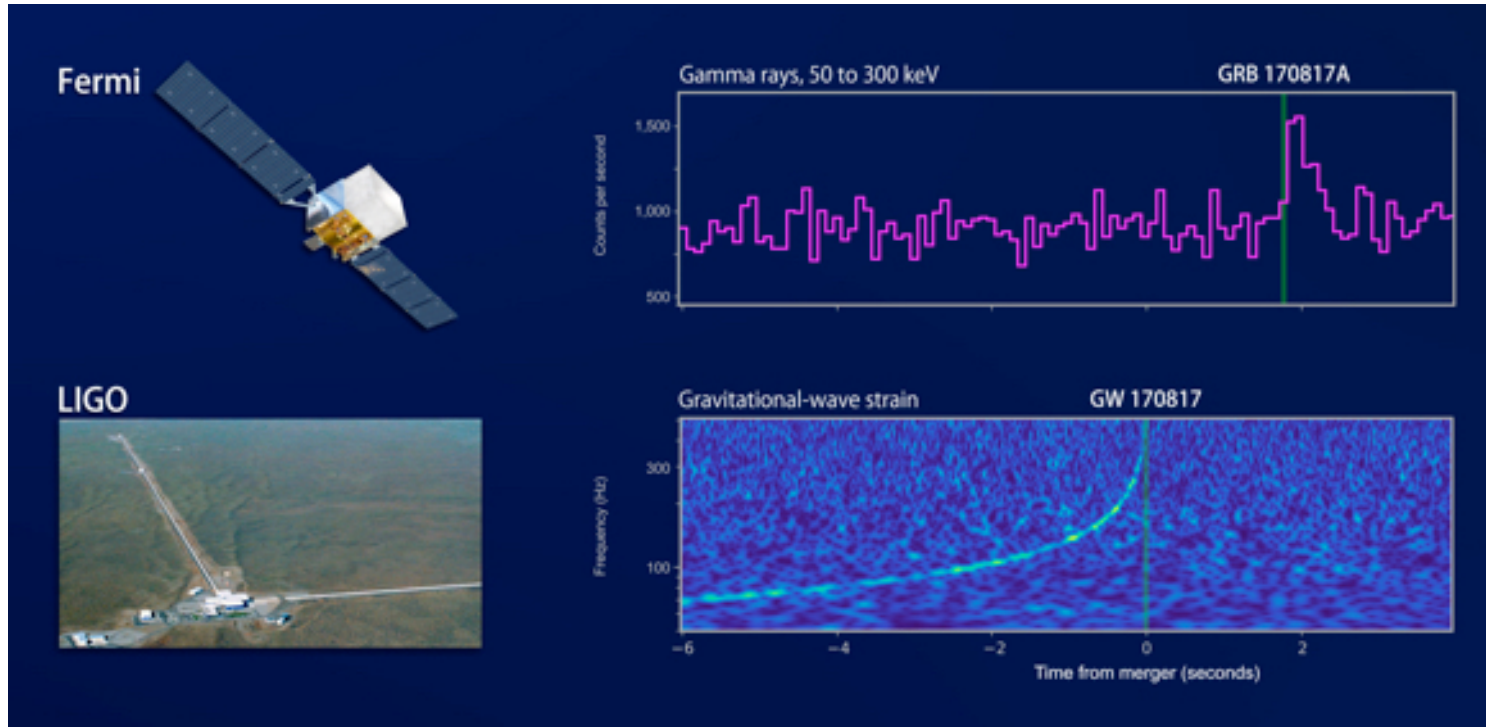 Fermi
Gamma rays, 50 to 300 keV
GRB 170817A
Counts per second
1,500
1,000
500
LIGO
Gravitational-wave strain
GW 170817
Frequency (Hz)
300
100
−6
−4
−2
0
2
Time from merger (seconds)